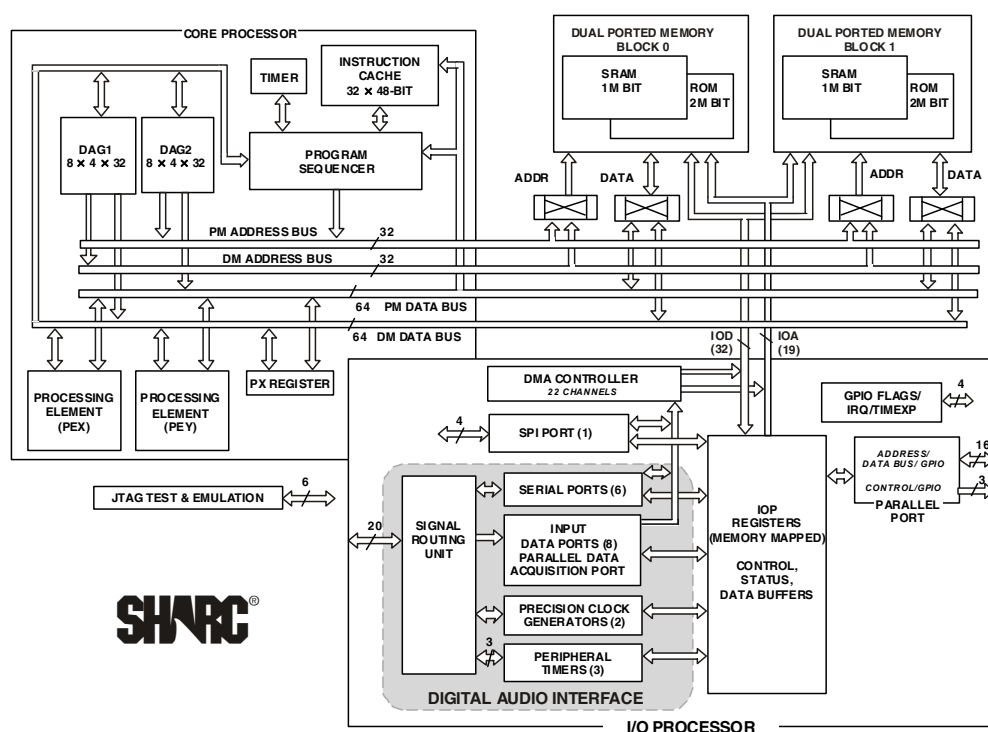 CORE PROCESSOR
TIMER
INSTRUCTION
CACHE
32 × 48-BIT
DAG1
8 × 4 × 32
DAG2
8 × 4 × 32
PROGRAM
SEQUENCER
DUAL PORTED MEMORY
BLOCK 0
SRAM
1M BIT
ROM
2M BIT
DUAL PORTED MEMORY
BLOCK 1
SRAM
1M BIT
ROM
2M BIT
ADDR
DATA
ADDR
DATA
PM ADDRESS BUS
32
DM ADDRESS BUS
32
64
PM DATA BUS
64
DM DATA BUS
IOD
(32)
IOA
(19)
PROCESSING
ELEMENT
(PEX)
PROCESSING
ELEMENT
(PEY)
PX REGISTER
DMA CONTROLLER
22 CHANNELS
GPIO FLAGS/
IRQ/TIMEXP
4
4
SPI PORT (1)
ADDRESS/
DATA BUS/ GPIO
CONTROL/GPIO
PARALLEL
PORT
16
3
JTAG TEST & EMULATION
6
20
SIGNAL
ROUTING
UNIT
SERIAL PORTS (6)
INPUT
DATA PORTS (8)
PARALLEL DATA
ACQUISITION PORT
PRECISION CLOCK
GENERATORS (2)
3
PERIPHERAL
TIMERS (3)
IOP
REGISTERS
(MEMORY MAPPED)
CONTROL,
STATUS,
DATA BUFFERS
SHARC®
DIGITAL AUDIO INTERFACE
I/O PROCESSOR